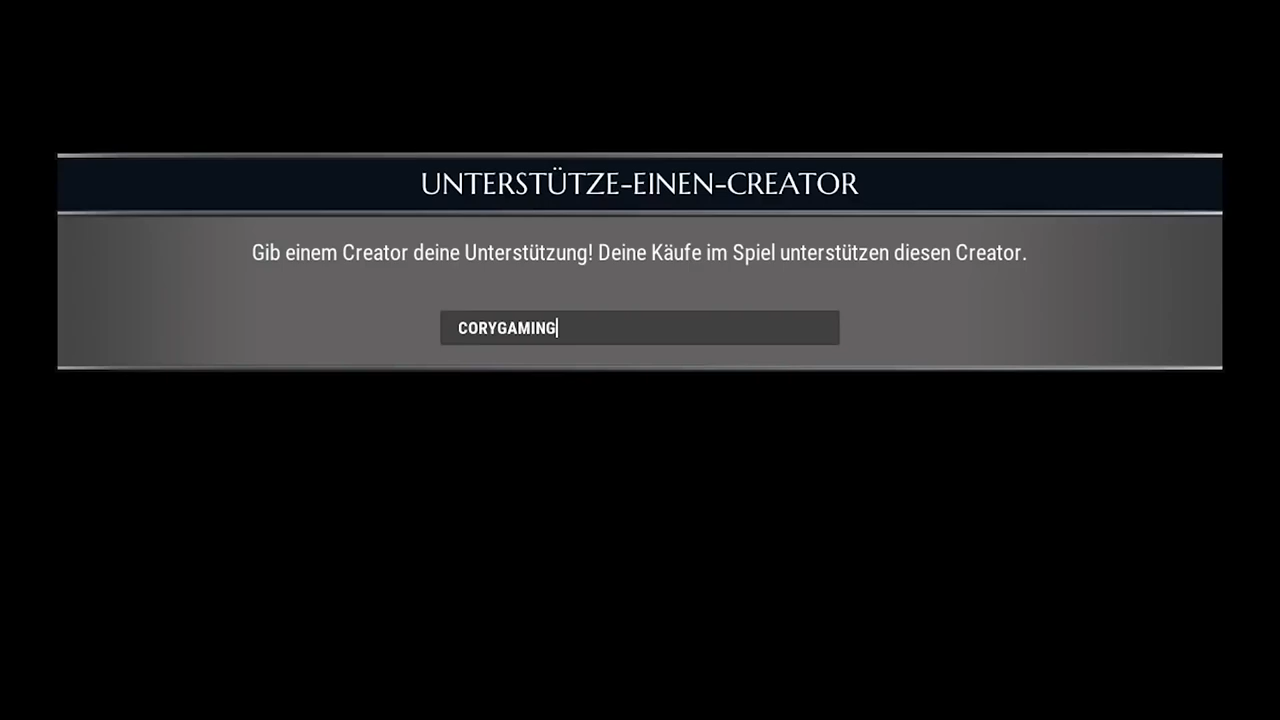 UNTERSTÜTZE-EINEN-CREATOR
Gib einem Creator deine Unterstützung! Deine Käufe im Spiel unterstützen diesen Creator.
CORYGAMING